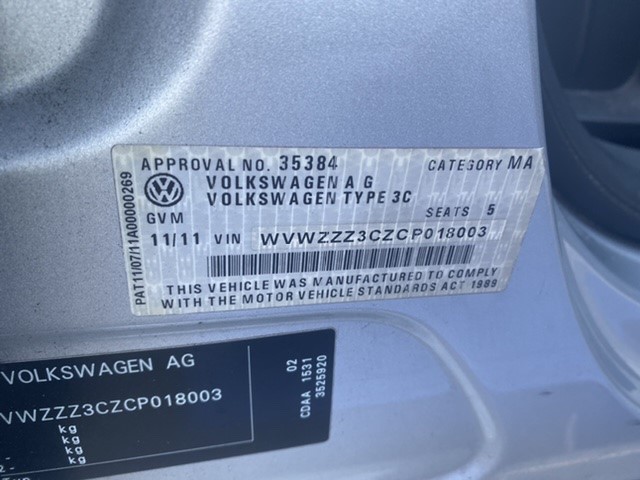 APPROVAL NO. 35384 CATEGORY MA
VOLKSWAGEN AG
VOLKSWAGEN TYPE 3C
GVM SEATS 5
11/11 VIN WVWZZZ3CZCP018003
THIS VEHICLE WAS MANUFACTURED TO COMPLY
WITH THE MOTOR VEHICLE STANDARDS ACT 1989
PAT11/07/11A00000269
VOLKSWAGEN AG
VWZZZ3CZCP018003
kg
kg
kg
kg
02
CDAA 1531
3525920